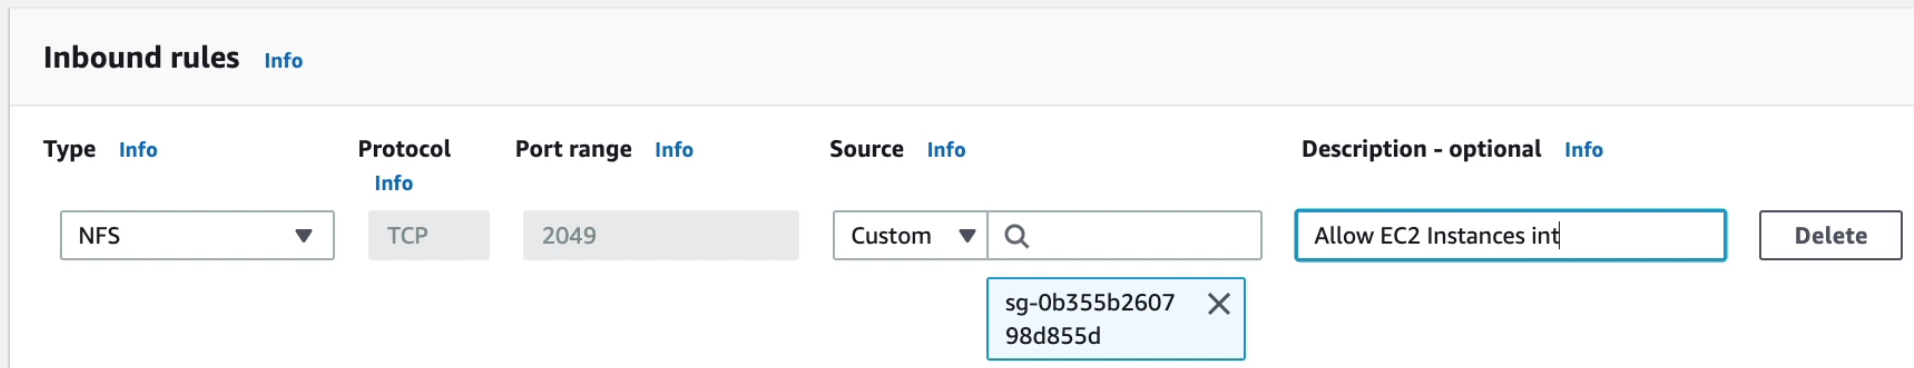 Inbound rules Info
Type Info Protocol Info Port range Info Source Info Description - optional Info
NFS TCP 2049 Custom Allow EC2 Instances int Delete
sg-0b355b2607
98d855d